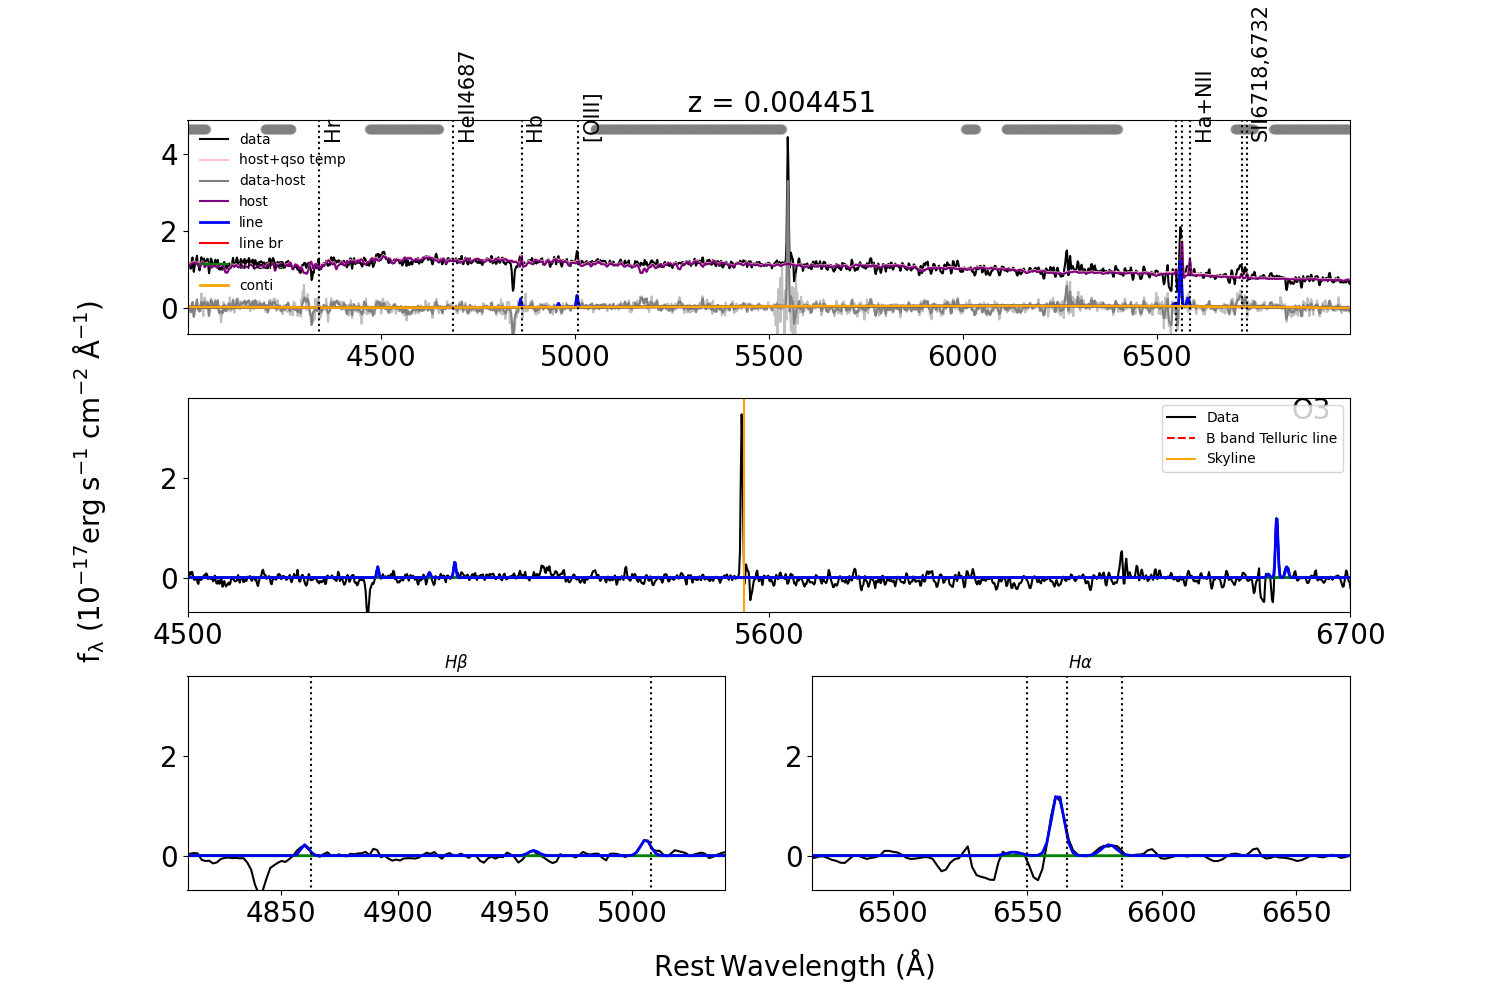 z = 0.004451
Hr
HeII4687
Hb
[OIII]
Ha+NII
SII6718,6732
data
host+qso temp
data-host
host
line
line br
conti
4
2
0
4500
5000
5500
6000
6500
O3
Data
B band Telluric line
Skyline
2
0
4500
5600
6700
fλ (10⁻¹⁷erg s⁻¹ cm⁻² Å⁻¹)
Hβ
2
0
4850
4900
4950
5000
Hα
2
0
6500
6550
6600
6650
Rest Wavelength (Å)